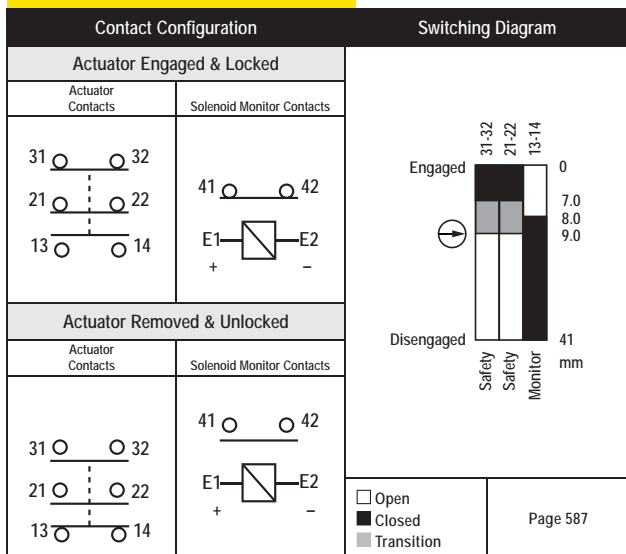 Contact Configuration
Switching Diagram
Actuator Engaged & Locked
Actuator
Contacts
Solenoid Monitor Contacts
31 32
21 22
13 14
41 42
E1 E2
+ –
Actuator Removed & Unlocked
Actuator
Contacts
Solenoid Monitor Contacts
31 32
21 22
13 14
41 42
E1 E2
+ –
31-32
21-22
13-14
Engaged
0
7.0
8.0
9.0
Disengaged
41
mm
Safety
Safety
Monitor
Open
Closed
Transition
Page 587